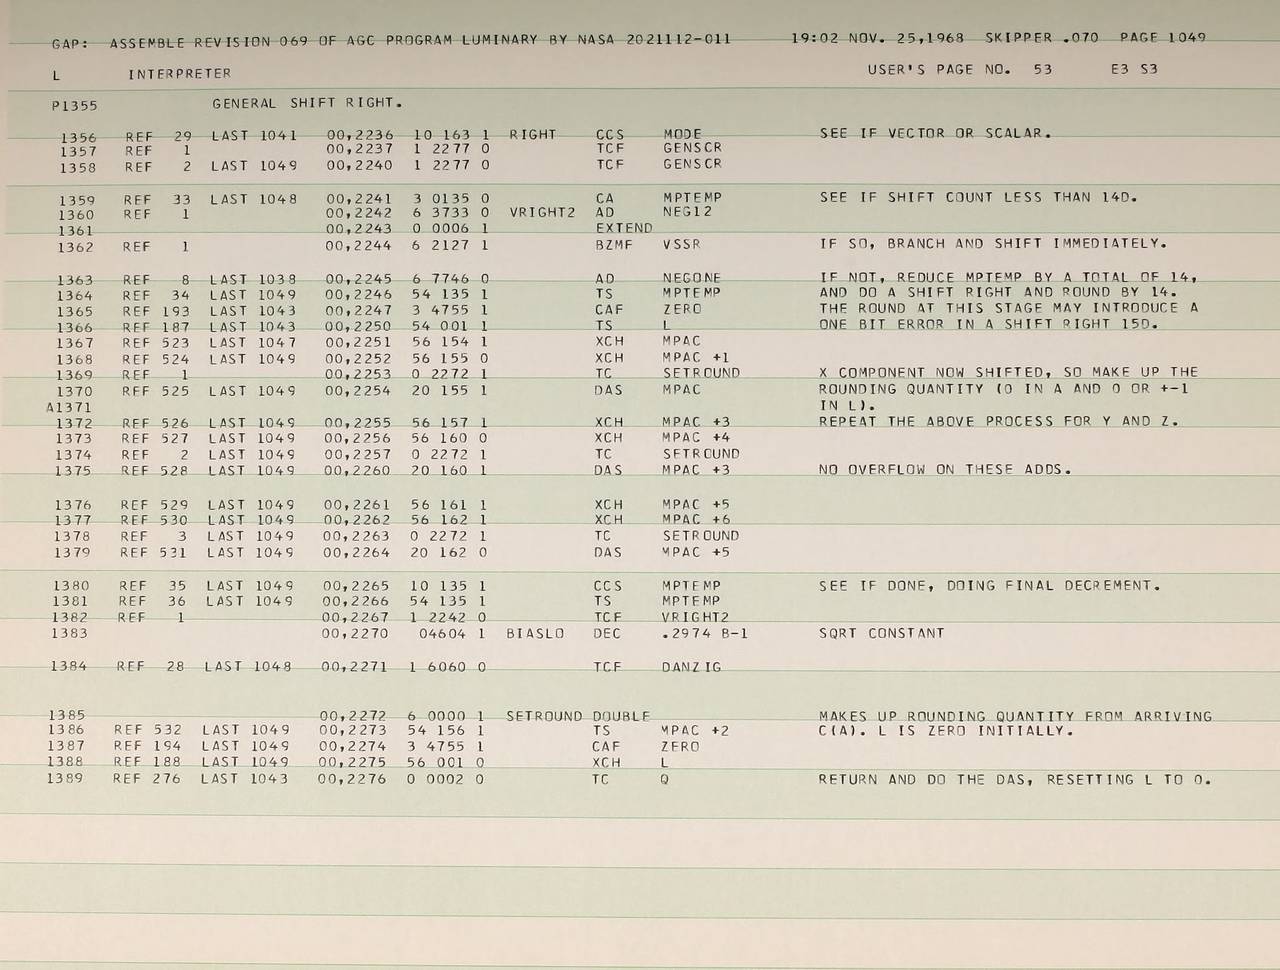 GAP: ASSEMBLE REVISION 069 OF AGC PROGRAM LUMINARY BY NASA 2021112-011 19:02 NOV. 25,1968 SKIPPER .070 PAGE 1049
L INTERPRETER USER'S PAGE NO. 53 E3 S3
P1355 GENERAL SHIFT RIGHT.
1356 REF 29 LAST 1041 00,2236 10 163 1 RIGHT CCS MODE SEE IF VECTOR OR SCALAR.
1357 REF 1 00,2237 1 2277 0 TCF GENSCR
1358 REF 2 LAST 1049 00,2240 1 2277 0 TCF GENSCR
1359 REF 33 LAST 1048 00,2241 3 0135 0 CA MPTEMP SEE IF SHIFT COUNT LESS THAN 14D.
1360 REF 1 00,2242 6 3733 0 VRIGHT2 AD NEG12
1361 00,2243 0 0006 1 EXTEND
1362 REF 1 00,2244 6 2127 1 BZMF VSSR IF SO, BRANCH AND SHIFT IMMEDIATELY.
1363 REF 8 LAST 1038 00,2245 6 7746 0 AD NEGONE IF NOT, REDUCE MPTEMP BY A TOTAL OF 14,
1364 REF 34 LAST 1049 00,2246 54 135 1 TS MPTEMP AND DO A SHIFT RIGHT AND ROUND BY 14.
1365 REF 193 LAST 1043 00,2247 3 4755 1 CAF ZERO THE ROUND AT THIS STAGE MAY INTRODUCE A
1366 REF 187 LAST 1043 00,2250 54 001 1 TS L ONE BIT ERROR IN A SHIFT RIGHT 15D.
1367 REF 523 LAST 1047 00,2251 56 154 1 XCH MPAC
1368 REF 524 LAST 1049 00,2252 56 155 0 XCH MPAC +1
1369 REF 1 00,2253 0 2272 1 TC SETROUND X COMPONENT NOW SHIFTED, SO MAKE UP THE
1370 REF 525 LAST 1049 00,2254 20 155 1 DAS MPAC ROUNDING QUANTITY (0 IN A AND 0 OR +-1
A1371 IN L).
1372 REF 526 LAST 1049 00,2255 56 157 1 XCH MPAC +3 REPEAT THE ABOVE PROCESS FOR Y AND Z.
1373 REF 527 LAST 1049 00,2256 56 160 0 XCH MPAC +4
1374 REF 2 LAST 1049 00,2257 0 2272 1 TC SETROUND
1375 REF 528 LAST 1049 00,2260 20 160 1 DAS MPAC +3 NO OVERFLOW ON THESE ADDS.
1376 REF 529 LAST 1049 00,2261 56 161 1 XCH MPAC +5
1377 REF 530 LAST 1049 00,2262 56 162 1 XCH MPAC +6
1378 REF 3 LAST 1049 00,2263 0 2272 1 TC SETROUND
1379 REF 531 LAST 1049 00,2264 20 162 0 DAS MPAC +5
1380 REF 35 LAST 1049 00,2265 10 135 1 CCS MPTEMP SEE IF DONE, DOING FINAL DECREMENT.
1381 REF 36 LAST 1049 00,2266 54 135 1 TS MPTEMP
1382 REF 1 00,2267 1 2242 0 TCF VRIGHT2
1383 00,2270 04604 1 BIASLO DEC .2974 B-1 SQRT CONSTANT
1384 REF 28 LAST 1048 00,2271 1 6060 0 TCF DANZIG
1385 00,2272 6 0000 1 SETROUND DOUBLE MAKES UP ROUNDING QUANTITY FROM ARRIVING
1386 REF 532 LAST 1049 00,2273 54 156 1 TS MPAC +2 C(A). L IS ZERO INITIALLY.
1387 REF 194 LAST 1049 00,2274 3 4755 1 CAF ZERO
1388 REF 188 LAST 1049 00,2275 56 001 0 XCH L
1389 REF 276 LAST 1043 00,2276 0 0002 0 TC Q RETURN AND DO THE DAS, RESETTING L TO 0.